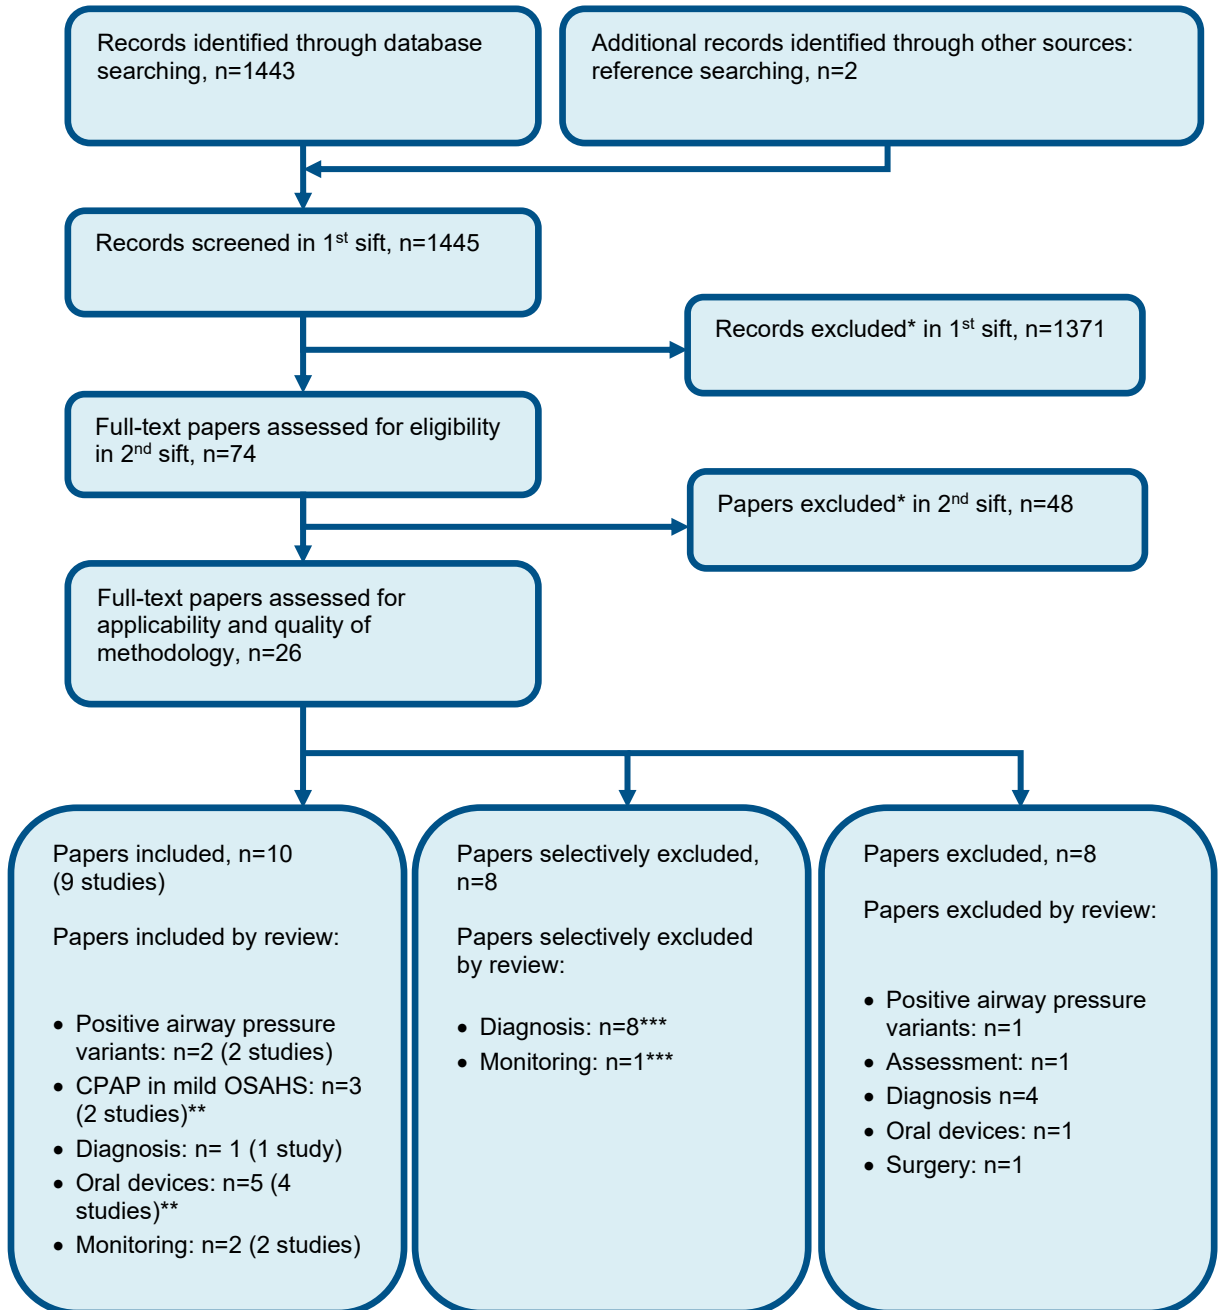 Records identified through database
searching, n=1443
Additional records identified through other sources:
reference searching, n=2
Records screened in 1st sift, n=1445
Records excluded* in 1st sift, n=1371
Full-text papers assessed for eligibility
in 2nd sift, n=74
Papers excluded* in 2nd sift, n=48
Full-text papers assessed for
applicability and quality of
methodology, n=26
Papers included, n=10
(9 studies)
Papers included by review:
• Positive airway pressure
variants: n=2 (2 studies)
• CPAP in mild OSAHS: n=3
(2 studies)**
• Diagnosis: n= 1 (1 study)
• Oral devices: n=5 (4
studies)**
• Monitoring: n=2 (2 studies)
Papers selectively excluded,
n=8
Papers selectively excluded
by review:
• Diagnosis: n=8***
• Monitoring: n=1***
Papers excluded, n=8
Papers excluded by review:
• Positive airway pressure
variants: n=1
• Assessment: n=1
• Diagnosis n=4
• Oral devices: n=1
• Surgery: n=1